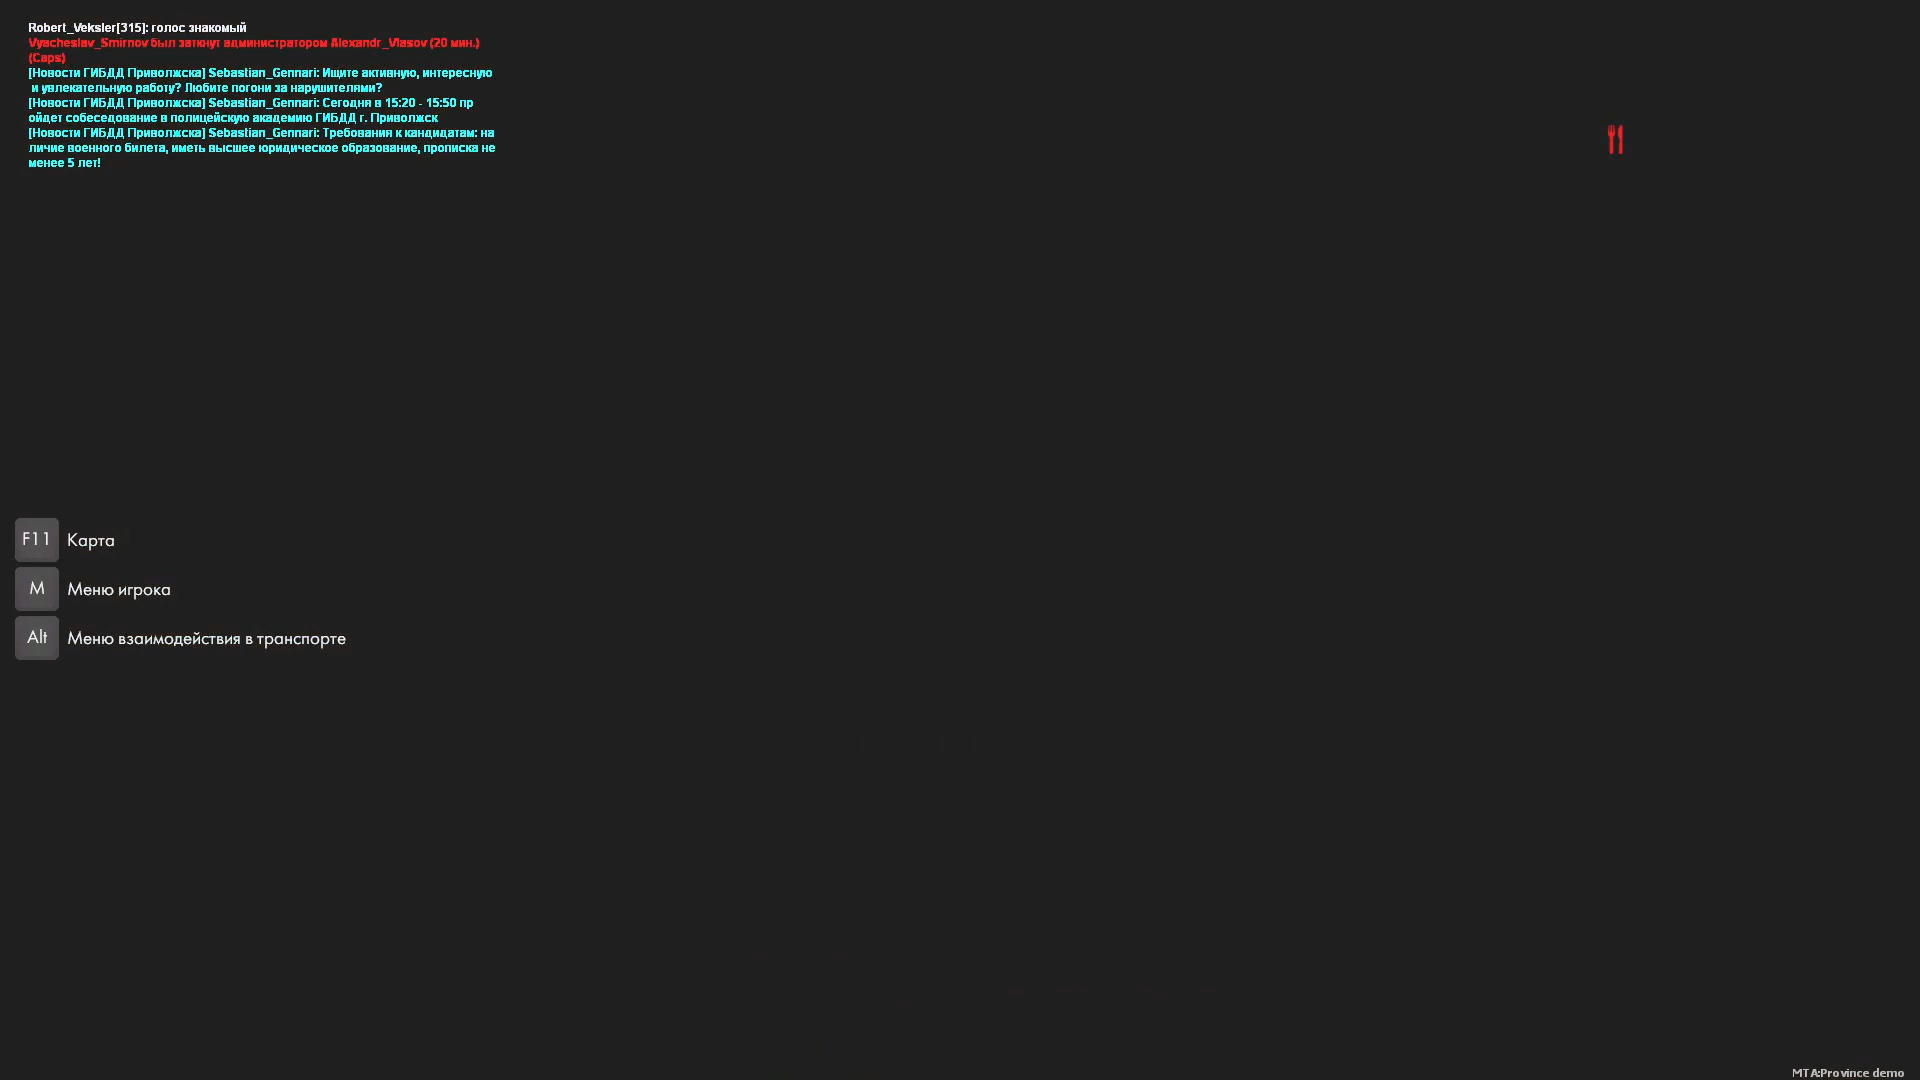 Robert_Veksler[315]: голос знакомый
Vyacheslav_Smirnov был заткнут администратором Alexandr_Vlasov (20 мин.)
(Caps)
[Новости ГИБДД Приволжска] Sebastian_Gennari: Ищите активную, интересную
и увлекательную работу? Любите погони за нарушителями?
[Новости ГИБДД Приволжска] Sebastian_Gennari: Сегодня в 15:20 - 15:50 пр
ойдет собеседование в полицейскую академию ГИБДД г. Приволжск
[Новости ГИБДД Приволжска] Sebastian_Gennari: Требования к кандидатам: на
личие военного билета, иметь высшее юридическое образование, прописка не
менее 5 лет!
F11 Карта
M Меню игрока
Alt Меню взаимодействия в транспорте
MTA:Province demo